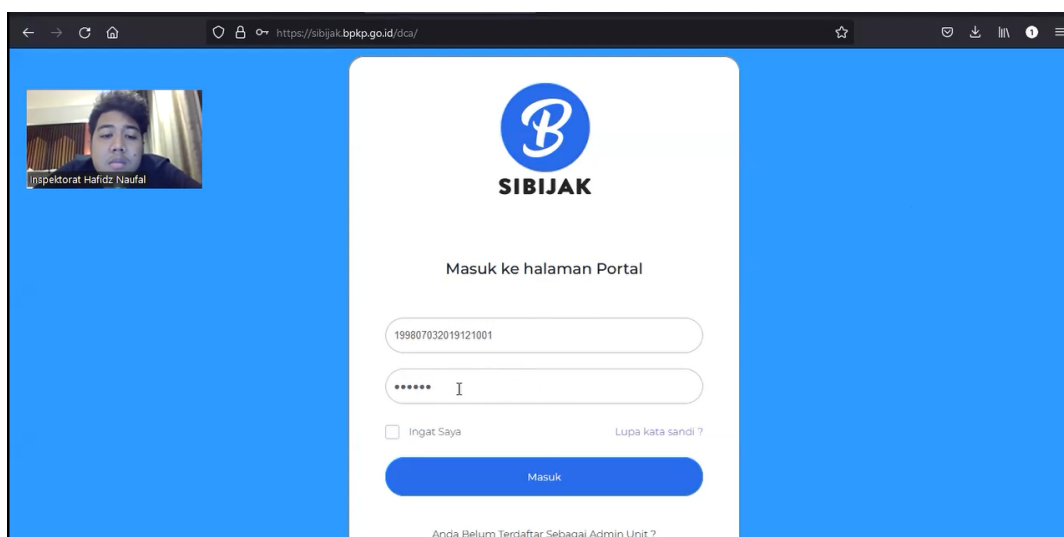 https://sibijak.bpkp.go.id/dca/
1
Inspektorat Hafidz Naufal
B
SIBIJAK
Masuk ke halaman Portal
199807032019121001
••••••
Ingat Saya
Lupa kata sandi ?
Masuk
Anda Belum Terdaftar Sebagai Admin Unit ?